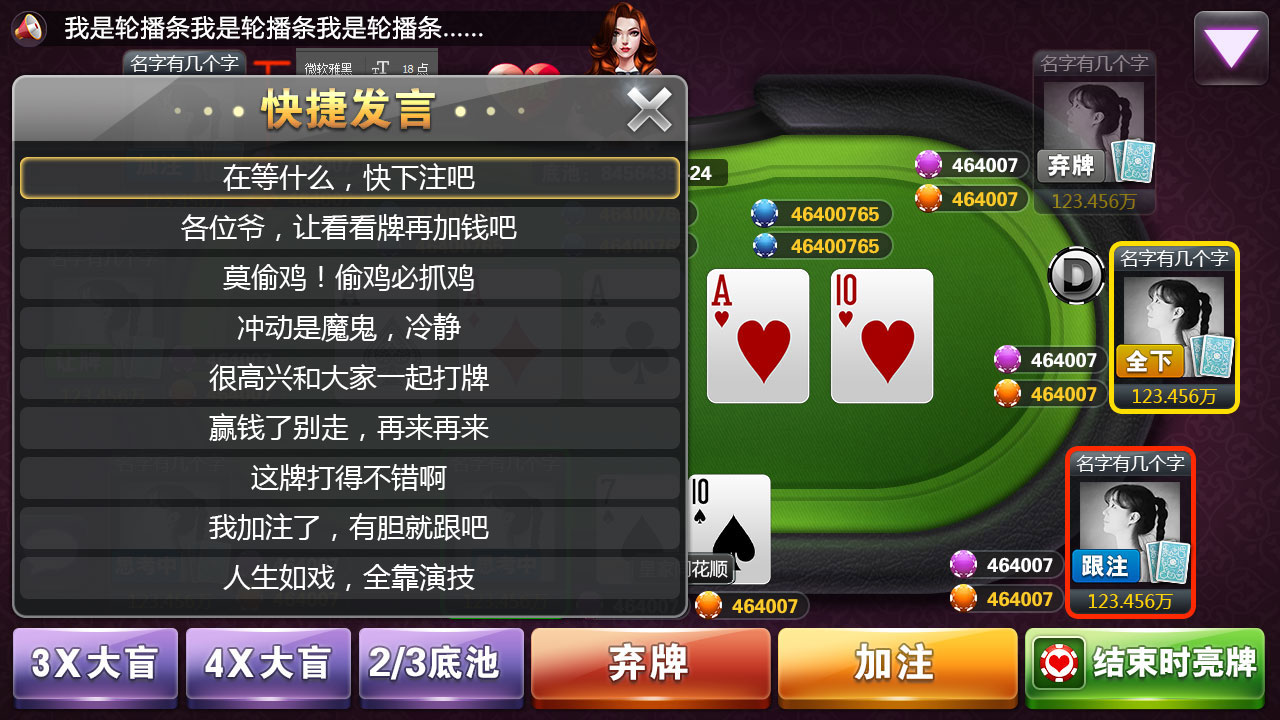 我是轮播条我是轮播条我是轮播条......
名字有几个字
微软雅黑 18 点
快捷发言
在等什么，快下注吧
各位爷，让看看牌再加钱吧
莫偷鸡！偷鸡必抓鸡
冲动是魔鬼，冷静
很高兴和大家一起打牌
赢钱了别走，再来再来
这牌打得不错啊
我加注了，有胆就跟吧
人生如戏，全靠演技
24
46400765
46400765
A
10
10
花顺
464007
名字有几个字
464007
464007
弃牌
123.456万
D
名字有几个字
464007
464007
全下
123.456万
名字有几个字
464007
464007
跟注
123.456万
3X大盲
4X大盲
2/3底池
弃牌
加注
结束时亮牌